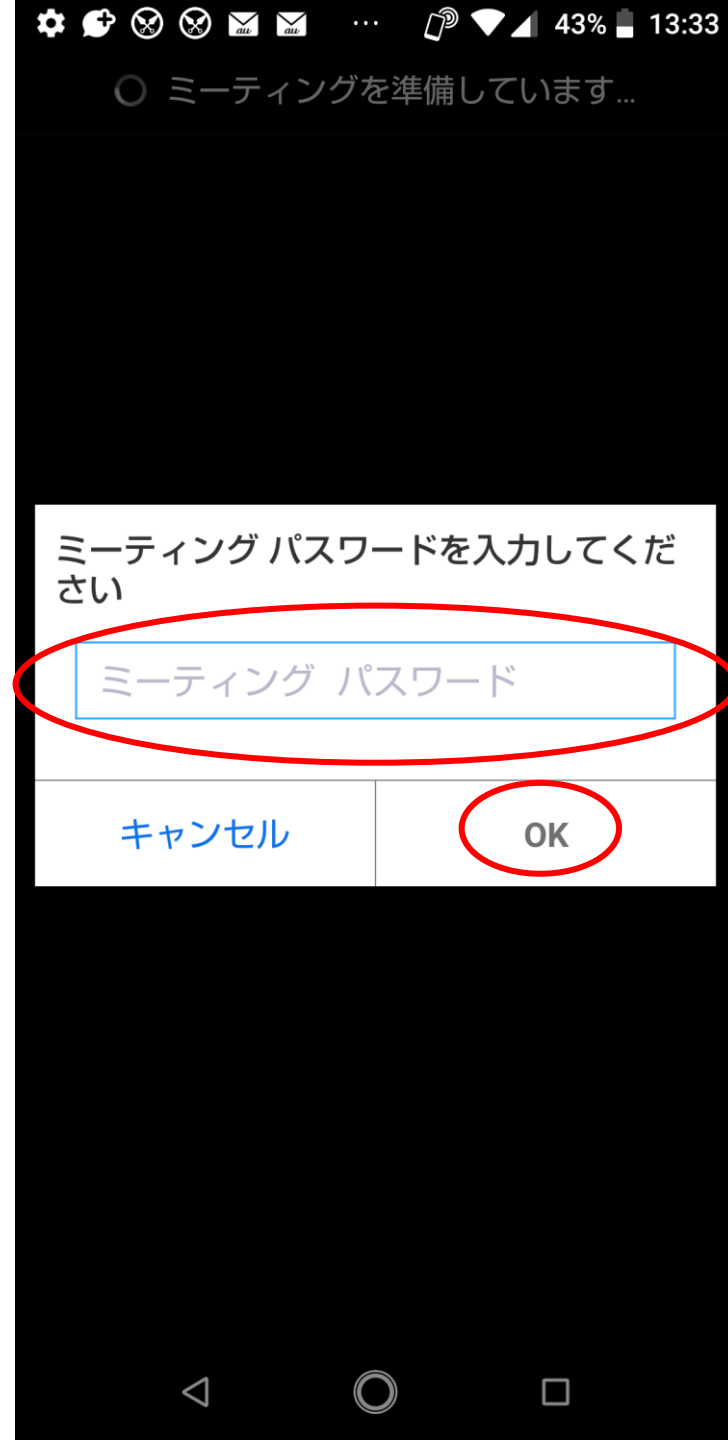 43% 13:33
ミーティングを準備しています...
ミーティング パスワードを入力してくだ
さい
ミーティング パスワード
キャンセル OK